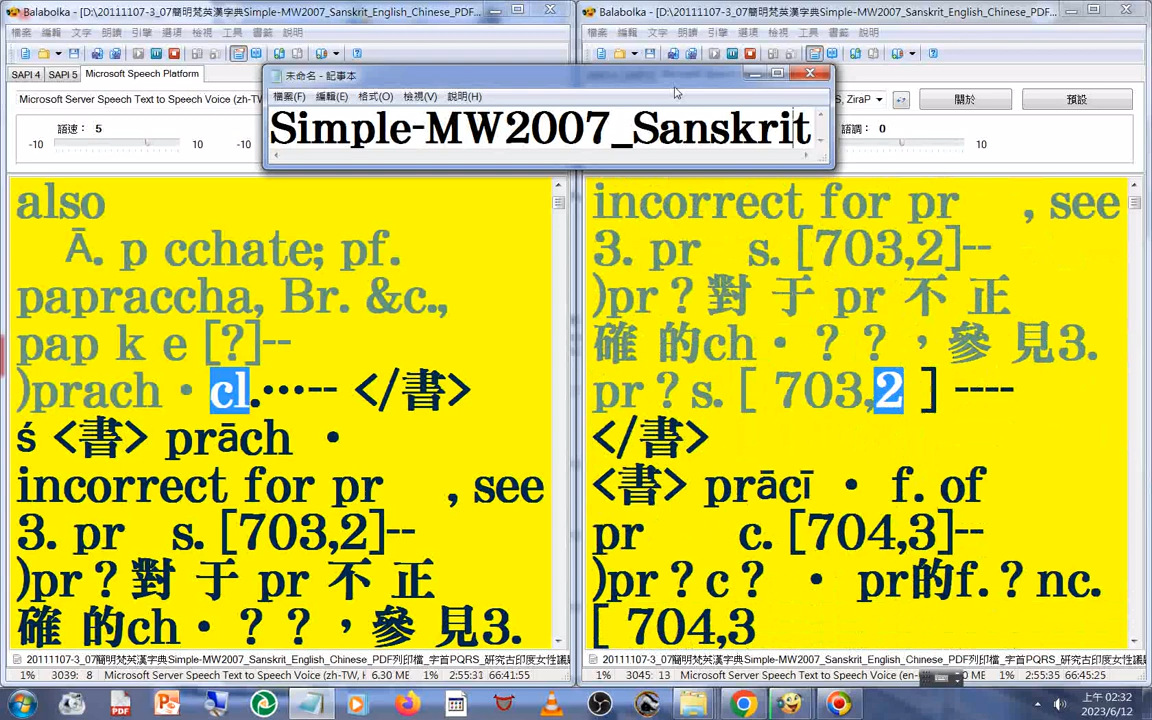 Balabolka - [D:\20111107-3_07簡明梵英漢字典Simple-MW2007_Sanskrit_English_Chinese_PDF...
檔案 編輯 文字 朗讀 引擎 選項 檢視 工具 書籤 說明
SAPI 4 SAPI 5 Microsoft Speech Platform
Microsoft Server Speech Text to Speech Voice (zh-TW,
語速: 5
-10 10 -10
also
Ā. p cchate; pf.
papraccha, Br. &c.,
pap k e [?]--
)prach • cl.…-- </書>
ś <書> prāch •
incorrect for pr , see
3. pr s. [703,2]--
)pr？對 于 pr 不 正
確 的ch•？？，參 見3.
20111107-3_07簡明梵英漢字典Simple-MW2007_Sanskrit_English_Chinese_PDF列印檔_字首PQRS_研究古印度女性議
1% 3039: 8 Microsoft Server Speech Text to Speech Voice (zh-TW, 6.30 ME 1% 2:55:31 66:41:55
未命名 - 記事本
檔案(F) 編輯(E) 格式(O) 檢視(V) 說明(H)
Simple-MW2007_Sanskrit
Balabolka - [D:\20111107-3_07簡明梵英漢字典Simple-MW2007_Sanskrit_English_Chinese_PDF...
檔案 編輯 文字 朗讀 引擎 選項 檢視 工具 書籤 說明
SZ, ZiraP 關於 預設
語調: 0
10
incorrect for pr , see
3. pr s. [703,2]--
)pr？對 于 pr 不 正
確 的ch•？？，參 見3.
pr？s. [ 703,2 ] ----
</書>
<書> prācī • f. of
pr c. [704,3]--
)pr？c？ • pr的f.？nc.
[ 704,3
20111107-3_07簡明梵英漢字典Simple-MW2007_Sanskrit_English_Chinese_PDF列印檔_字首PQRS_研究古印度女性議
1% 3045: 13 Microsoft Server Speech Text to Speech Voice (zh-TW, 6.30 ME 1% 2:55:31 66:45:25
上午 02:32
2023/6/12